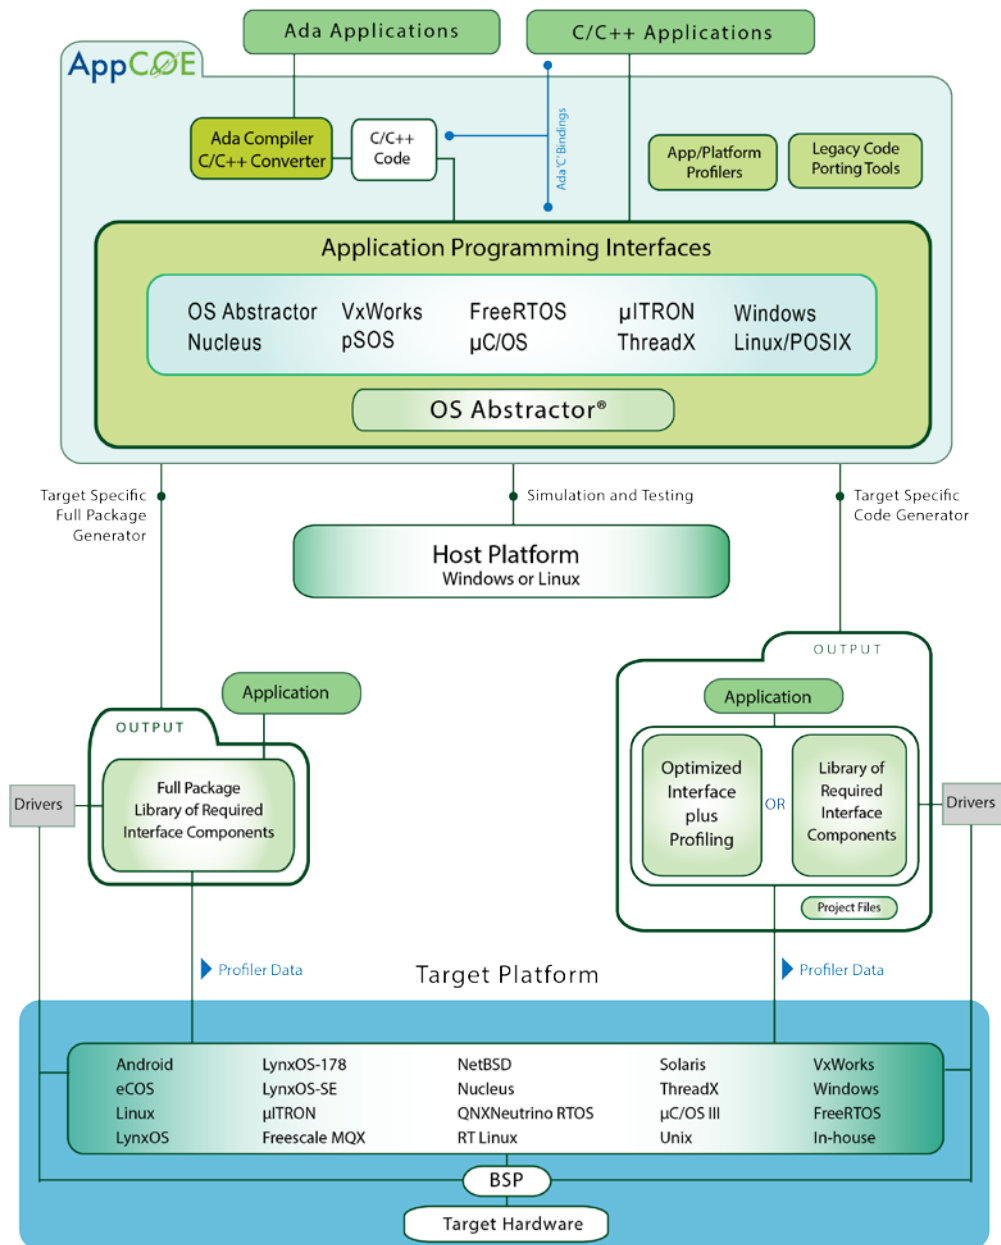 Ada Applications
C/C++ Applications
AppCOE
Ada Compiler
C/C++ Converter
C/C++
Code
Ada 'C' Bindings
App/Platform
Profilers
Legacy Code
Porting Tools
Application Programming Interfaces
OS Abstractor
Nucleus
VxWorks
pSOS
FreeRTOS
µC/OS
µITRON
ThreadX
Windows
Linux/POSIX
OS Abstractor®
Target Specific
Full Package
Generator
Simulation and Testing
Target Specific
Code Generator
Host Platform
Windows or Linux
OUTPUT
Application
Full Package
Library of Required
Interface Components
Drivers
OUTPUT
Application
Optimized
Interface
plus
Profiling
OR
Library of
Required
Interface
Components
Drivers
Project Files
Profiler Data
Target Platform
Profiler Data
Android
eCOS
Linux
LynxOS
LynxOS-178
LynxOS-SE
µITRON
Freescale MQX
NetBSD
Nucleus
QNXNeutrino RTOS
RT Linux
Solaris
ThreadX
µC/OS III
Unix
VxWorks
Windows
FreeRTOS
In-house
BSP
Target Hardware